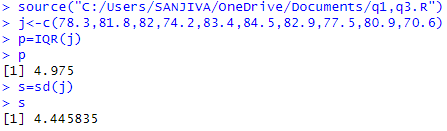 > source("C:/Users/SANJIVA/OneDrive/Documents/q1,q3.R")
> j<-c(78.3,81.8,82,74.2,83.4,84.5,82.9,77.5,80.9,70.6)
> p=IQR(j)
> p
[1] 4.975
> s=sd(j)
> s
[1] 4.445835